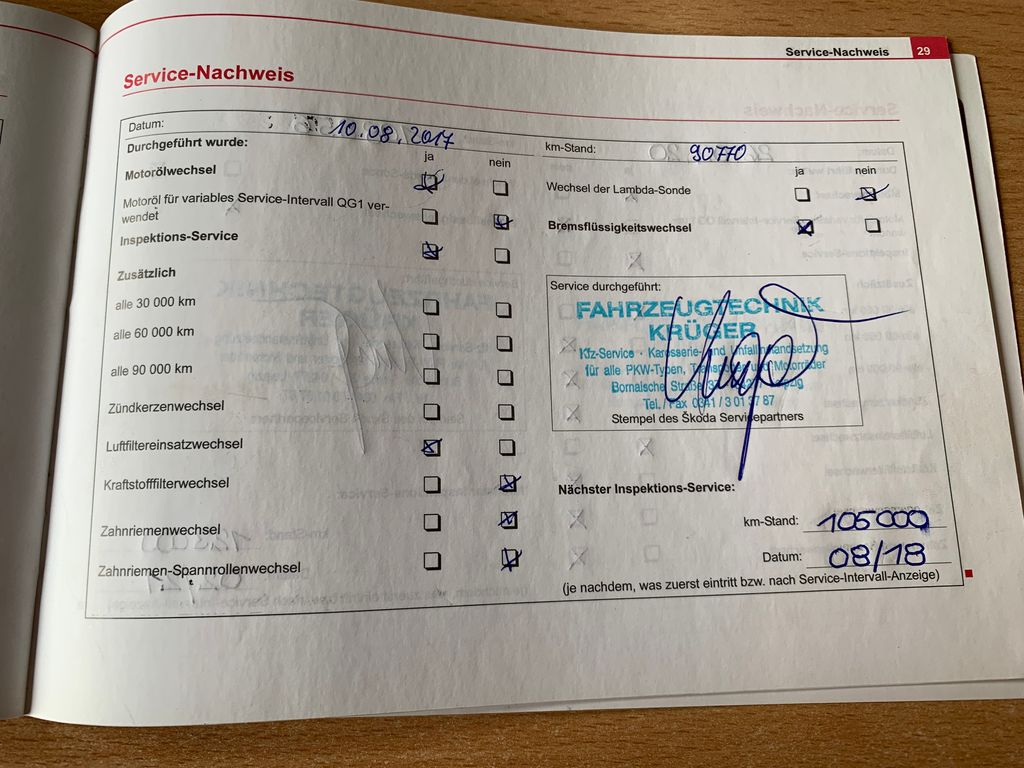 Service-Nachweis 29
Service-Nachweis
Datum: 10.08.2017
km-Stand: 90770
Durchgeführt wurde:
ja nein
ja nein
Motorölwechsel
Wechsel der Lambda-Sonde
Motoröl für variables Service-Intervall QG1 ver-
wendet
Bremsflüssigkeitswechsel
Inspektions-Service
Zusätzlich
alle 30 000 km
alle 60 000 km
alle 90 000 km
Zündkerzenwechsel
Luftfiltereinsatzwechsel
Kraftstofffilterwechsel
Zahnriemenwechsel
Zahnriemen-Spannrollenwechsel
Service durchgeführt:
FAHRZEUGTECHNIK
KRÜGER
Kfz-Service · Karosserie- und Unfallinstandsetzung
für alle PKW-Typen, Transporter und Motorräder
Bornaische Straße
Tel./Fax 0341/3 01 37 87
Stempel des Škoda Servicepartners
Nächster Inspektions-Service:
km-Stand: 105000
Datum: 08/18
(je nachdem, was zuerst eintritt bzw. nach Service-Intervall-Anzeige)